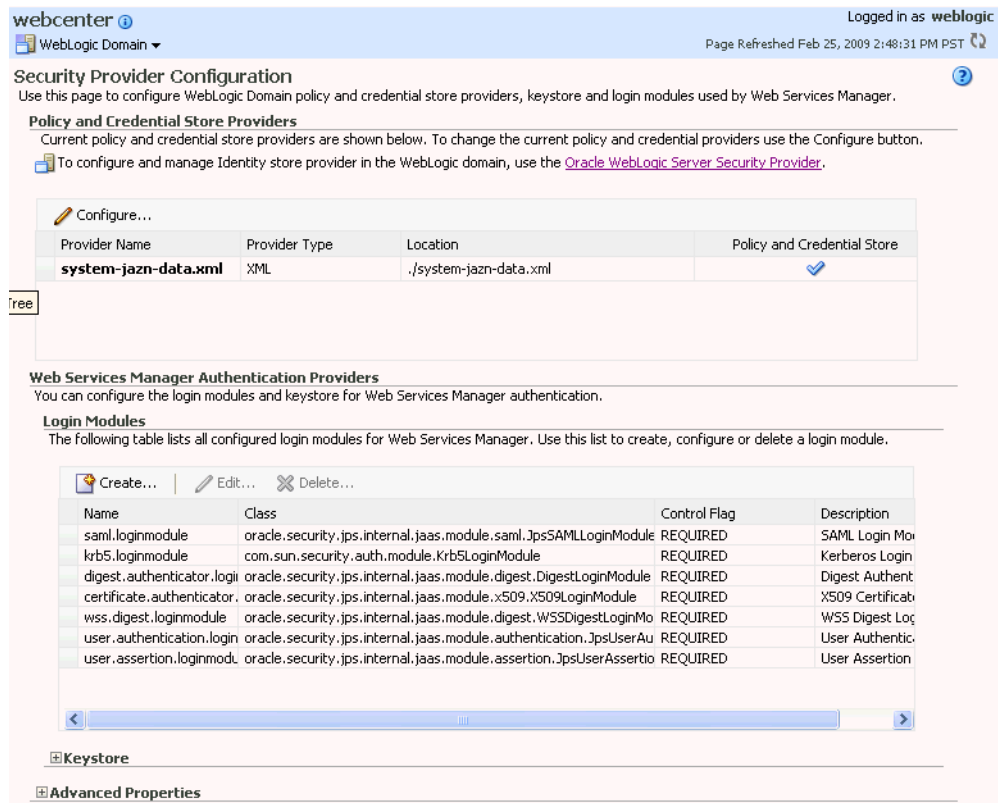 webcenter
Logged in as weblogic
WebLogic Domain
Page Refreshed Feb 25, 2009 2:48:31 PM PST
Security Provider Configuration
Use this page to configure WebLogic Domain policy and credential store providers, keystore and login modules used by Web Services Manager.
Policy and Credential Store Providers
Current policy and credential store providers are shown below. To change the current policy and credential providers use the Configure button.
To configure and manage Identity store provider in the WebLogic domain, use the Oracle WebLogic Server Security Provider.
Configure...
Provider Name Provider Type Location Policy and Credential Store
system-jazn-data.xml XML ./system-jazn-data.xml
Tree
Web Services Manager Authentication Providers
You can configure the login modules and keystore for Web Services Manager authentication.
Login Modules
The following table lists all configured login modules for Web Services Manager. Use this list to create, configure or delete a login module.
Create... Edit... Delete...
Name Class Control Flag Description
saml.loginmodule oracle.security.jps.internal.jaas.module.saml.JpsSAMLLoginModule REQUIRED SAML Login Mo
krb5.loginmodule com.sun.security.auth.module.Krb5LoginModule REQUIRED Kerberos Login
digest.authenticator.logi oracle.security.jps.internal.jaas.module.digest.DigestLoginModule REQUIRED Digest Authent
certificate.authenticator. oracle.security.jps.internal.jaas.module.x509.X509LoginModule REQUIRED X509 Certificat
wss.digest.loginmodule oracle.security.jps.internal.jaas.module.digest.WSSDigestLoginMo REQUIRED WSS Digest Log
user.authentication.login oracle.security.jps.internal.jaas.module.authentication.JpsUserAu REQUIRED User Authentic
user.assertion.loginmodu oracle.security.jps.internal.jaas.module.assertion.JpsUserAssertio REQUIRED User Assertion
Keystore
Advanced Properties